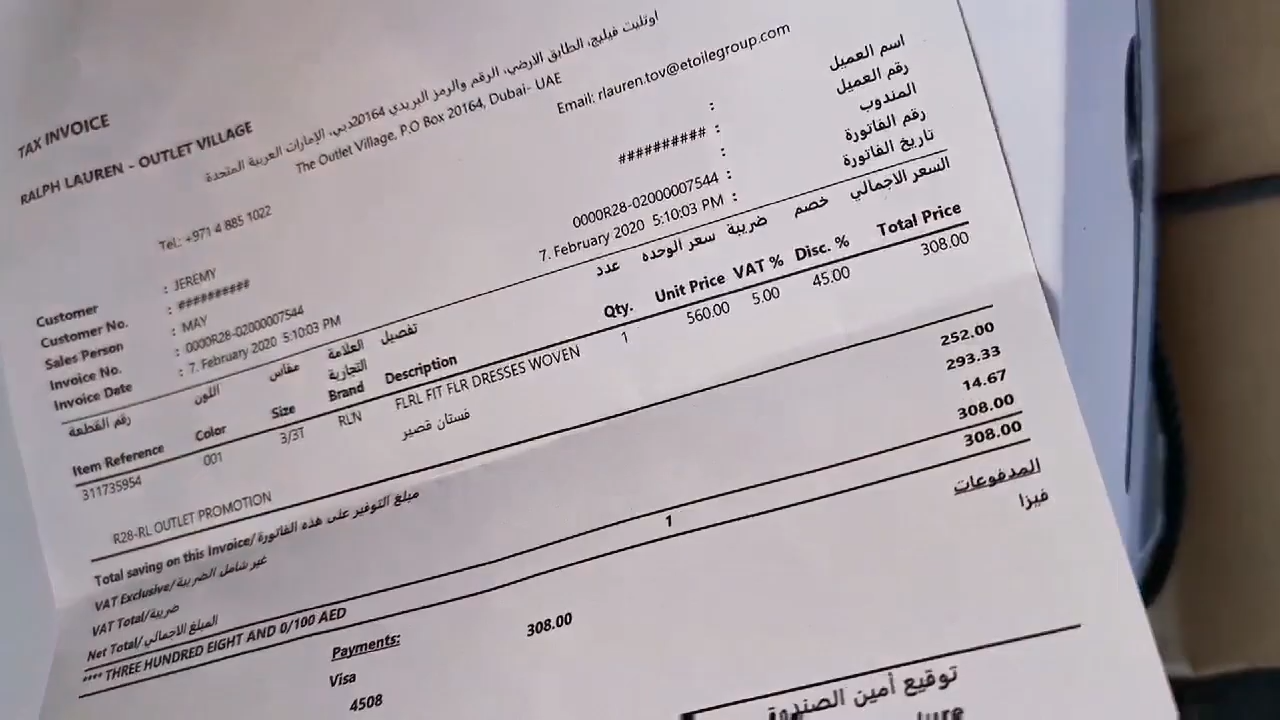 TAX INVOICE
RALPH LAUREN - OUTLET VILLAGE
اوتليت فيليج, الطابق الارضي, الرقم والرمز البريدي 20164دبي, الإمارات العربية المتحدة
The Outlet Village, P.O Box 20164, Dubai- UAE
Tel.: +971 4 885 1022
Email: rlauren.tov@etoilegroup.com
Customer : JEREMY : اسم العميل
Customer No. : ########## ########## : رقم العميل
Sales Person : MAY : المندوب
Invoice No. : 0000R28-02000007544 0000R28-02000007544 : رقم الفاتورة
Invoice Date : 7. February 2020 5:10:03 PM 7. February 2020 5:10:03 PM : تاريخ الفاتورة
رقم القطعة اللون مقاس العلامة التجارية تفصيل عدد سعر الوحده ضريبة خصم السعر الاجمالي
Item Reference Color Size Brand Description Qty. Unit Price VAT % Disc. % Total Price
311735954 001 3/3T RLN FLRL FIT FLR DRESSES WOVEN 1 560.00 5.00 45.00 308.00
فستان قصير
R28-RL OUTLET PROMOTION
Total saving on this Invoice/ مبلغ التوفير على هذه الفاتورة 252.00
VAT Exclusive/ غير شامل الضريبة 293.33
VAT Total/ ضريبة 14.67
Net Total/ المبلغ الاجمالي 308.00
**** THREE HUNDRED EIGHT AND 0/100 AED 1 308.00
Payments: المدفوعات
Visa 308.00 فيزا
4508
توقيع أمين الصندوق